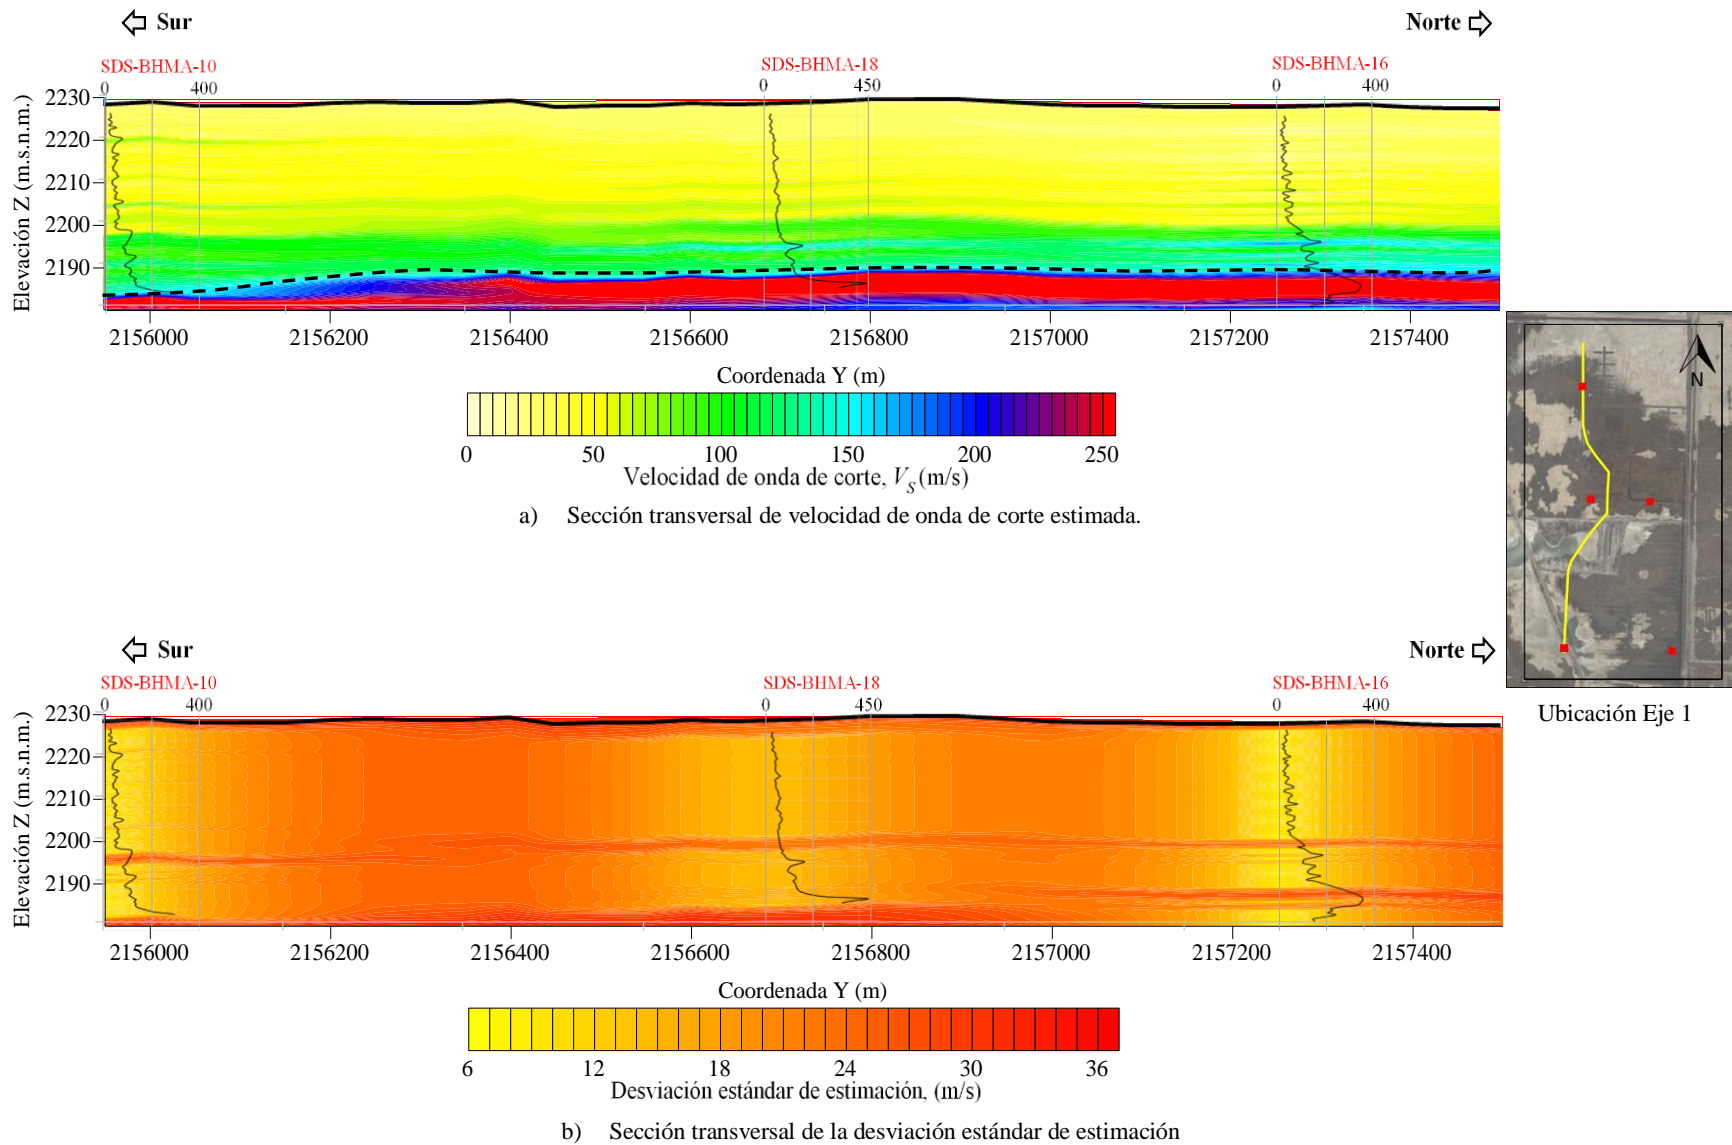 Sur Norte
SDS-BHMA-10 SDS-BHMA-18 SDS-BHMA-16
0 400 0 450 0 400
Elevación Z (m.s.n.m.)
2230
2220
2210
2200
2190
2156000 2156200 2156400 2156600 2156800 2157000 2157200 2157400
Coordenada Y (m)
0 50 100 150 200 250
Velocidad de onda de corte, V_S (m/s)
a) Sección transversal de velocidad de onda de corte estimada.
N
Ubicación Eje 1
Sur Norte
SDS-BHMA-10 SDS-BHMA-18 SDS-BHMA-16
0 400 0 450 0 400
Elevación Z (m.s.n.m.)
2230
2220
2210
2200
2190
2156000 2156200 2156400 2156600 2156800 2157000 2157200 2157400
Coordenada Y (m)
6 12 18 24 30 36
Desviación estándar de estimación, (m/s)
b) Sección transversal de la desviación estándar de estimación